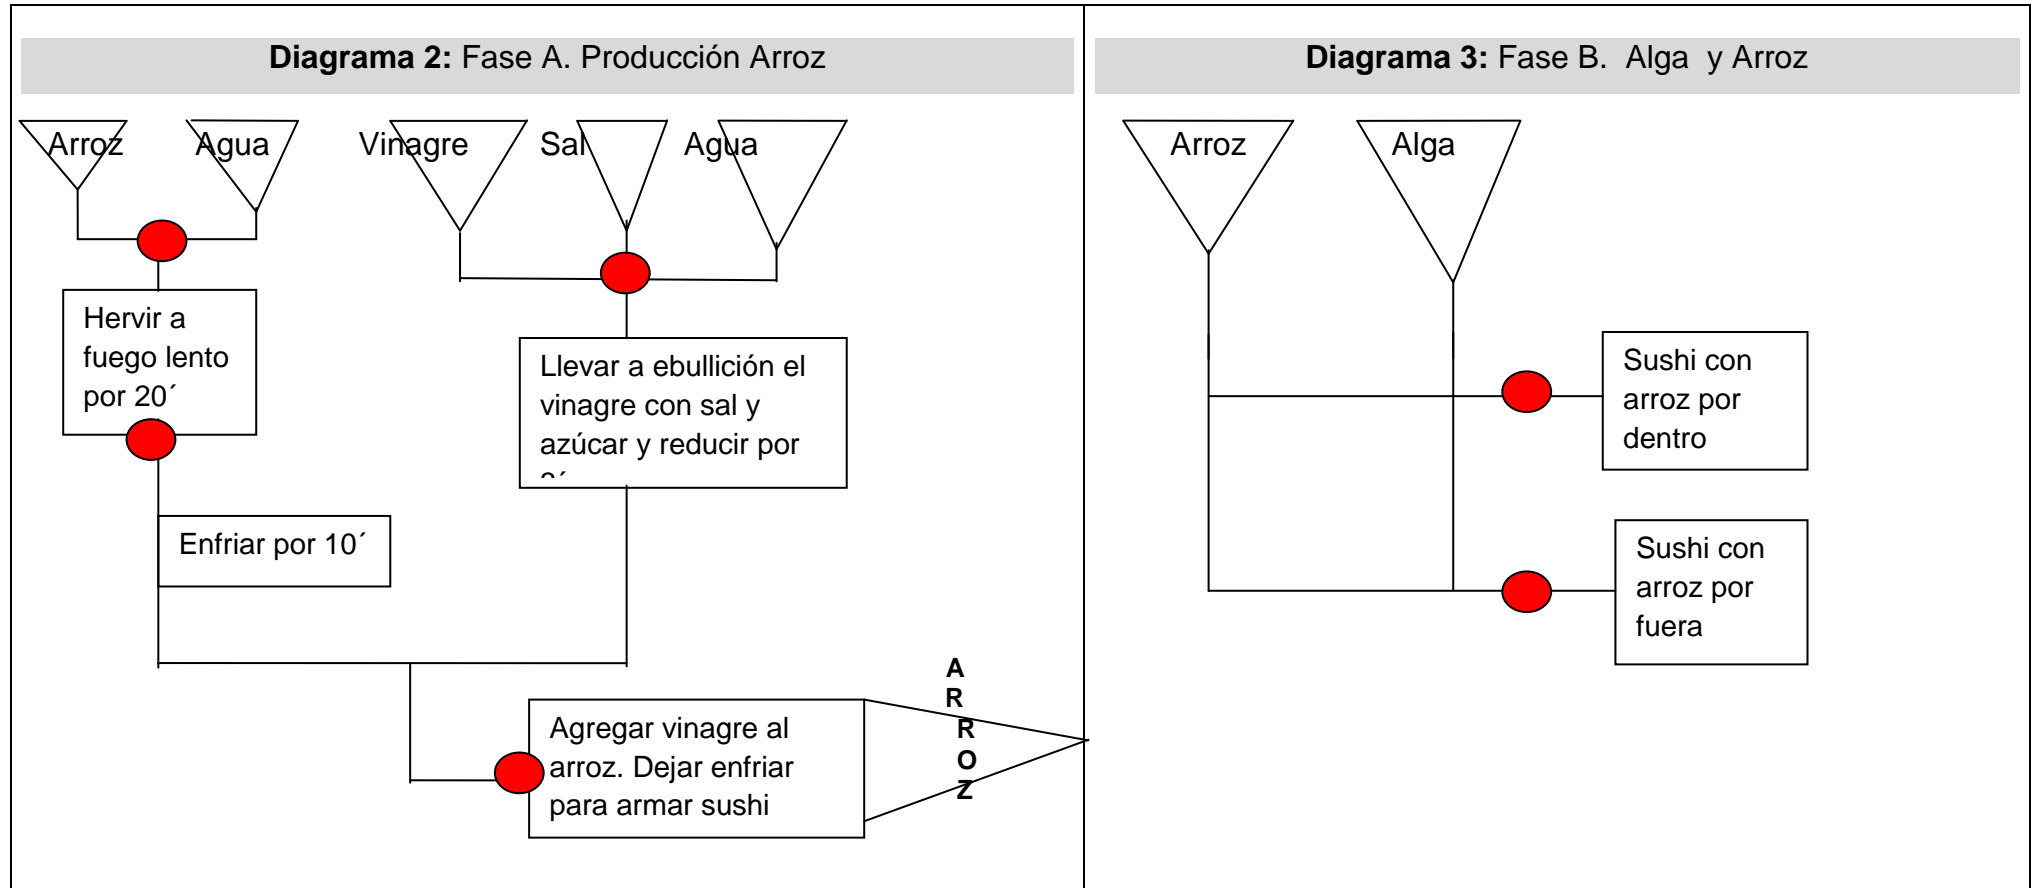 Diagrama 2: Fase A. Producción Arroz
Arroz
Agua
Vinagre
Sal
Agua
Hervir a
fuego lento
por 20´
Llevar a ebullición el
vinagre con sal y
azúcar y reducir por
Enfriar por 10´
Agregar vinagre al
arroz. Dejar enfriar
para armar sushi
A
R
R
O
Z
Diagrama 3: Fase B. Alga y Arroz
Arroz
Alga
Sushi con
arroz por
dentro
Sushi con
arroz por
fuera